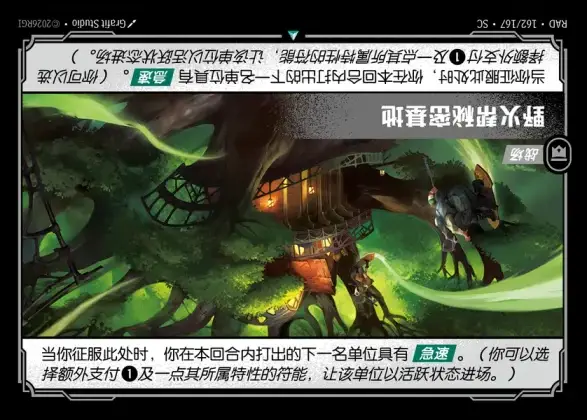 RAD • 162/167 • SC •
Grafit Studio • ©2026RGI
当你征服此处时，你在本回合内打出的下一名单位具有 急速 。（你可以选
择额外支付❶及一点其所属特性的符能，让该单位以活跃状态进场。）
野火帮秘密基地
战场
当你征服此处时，你在本回合内打出的下一名单位具有 急速 。（你可以选
择额外支付❶及一点其所属特性的符能，让该单位以活跃状态进场。）